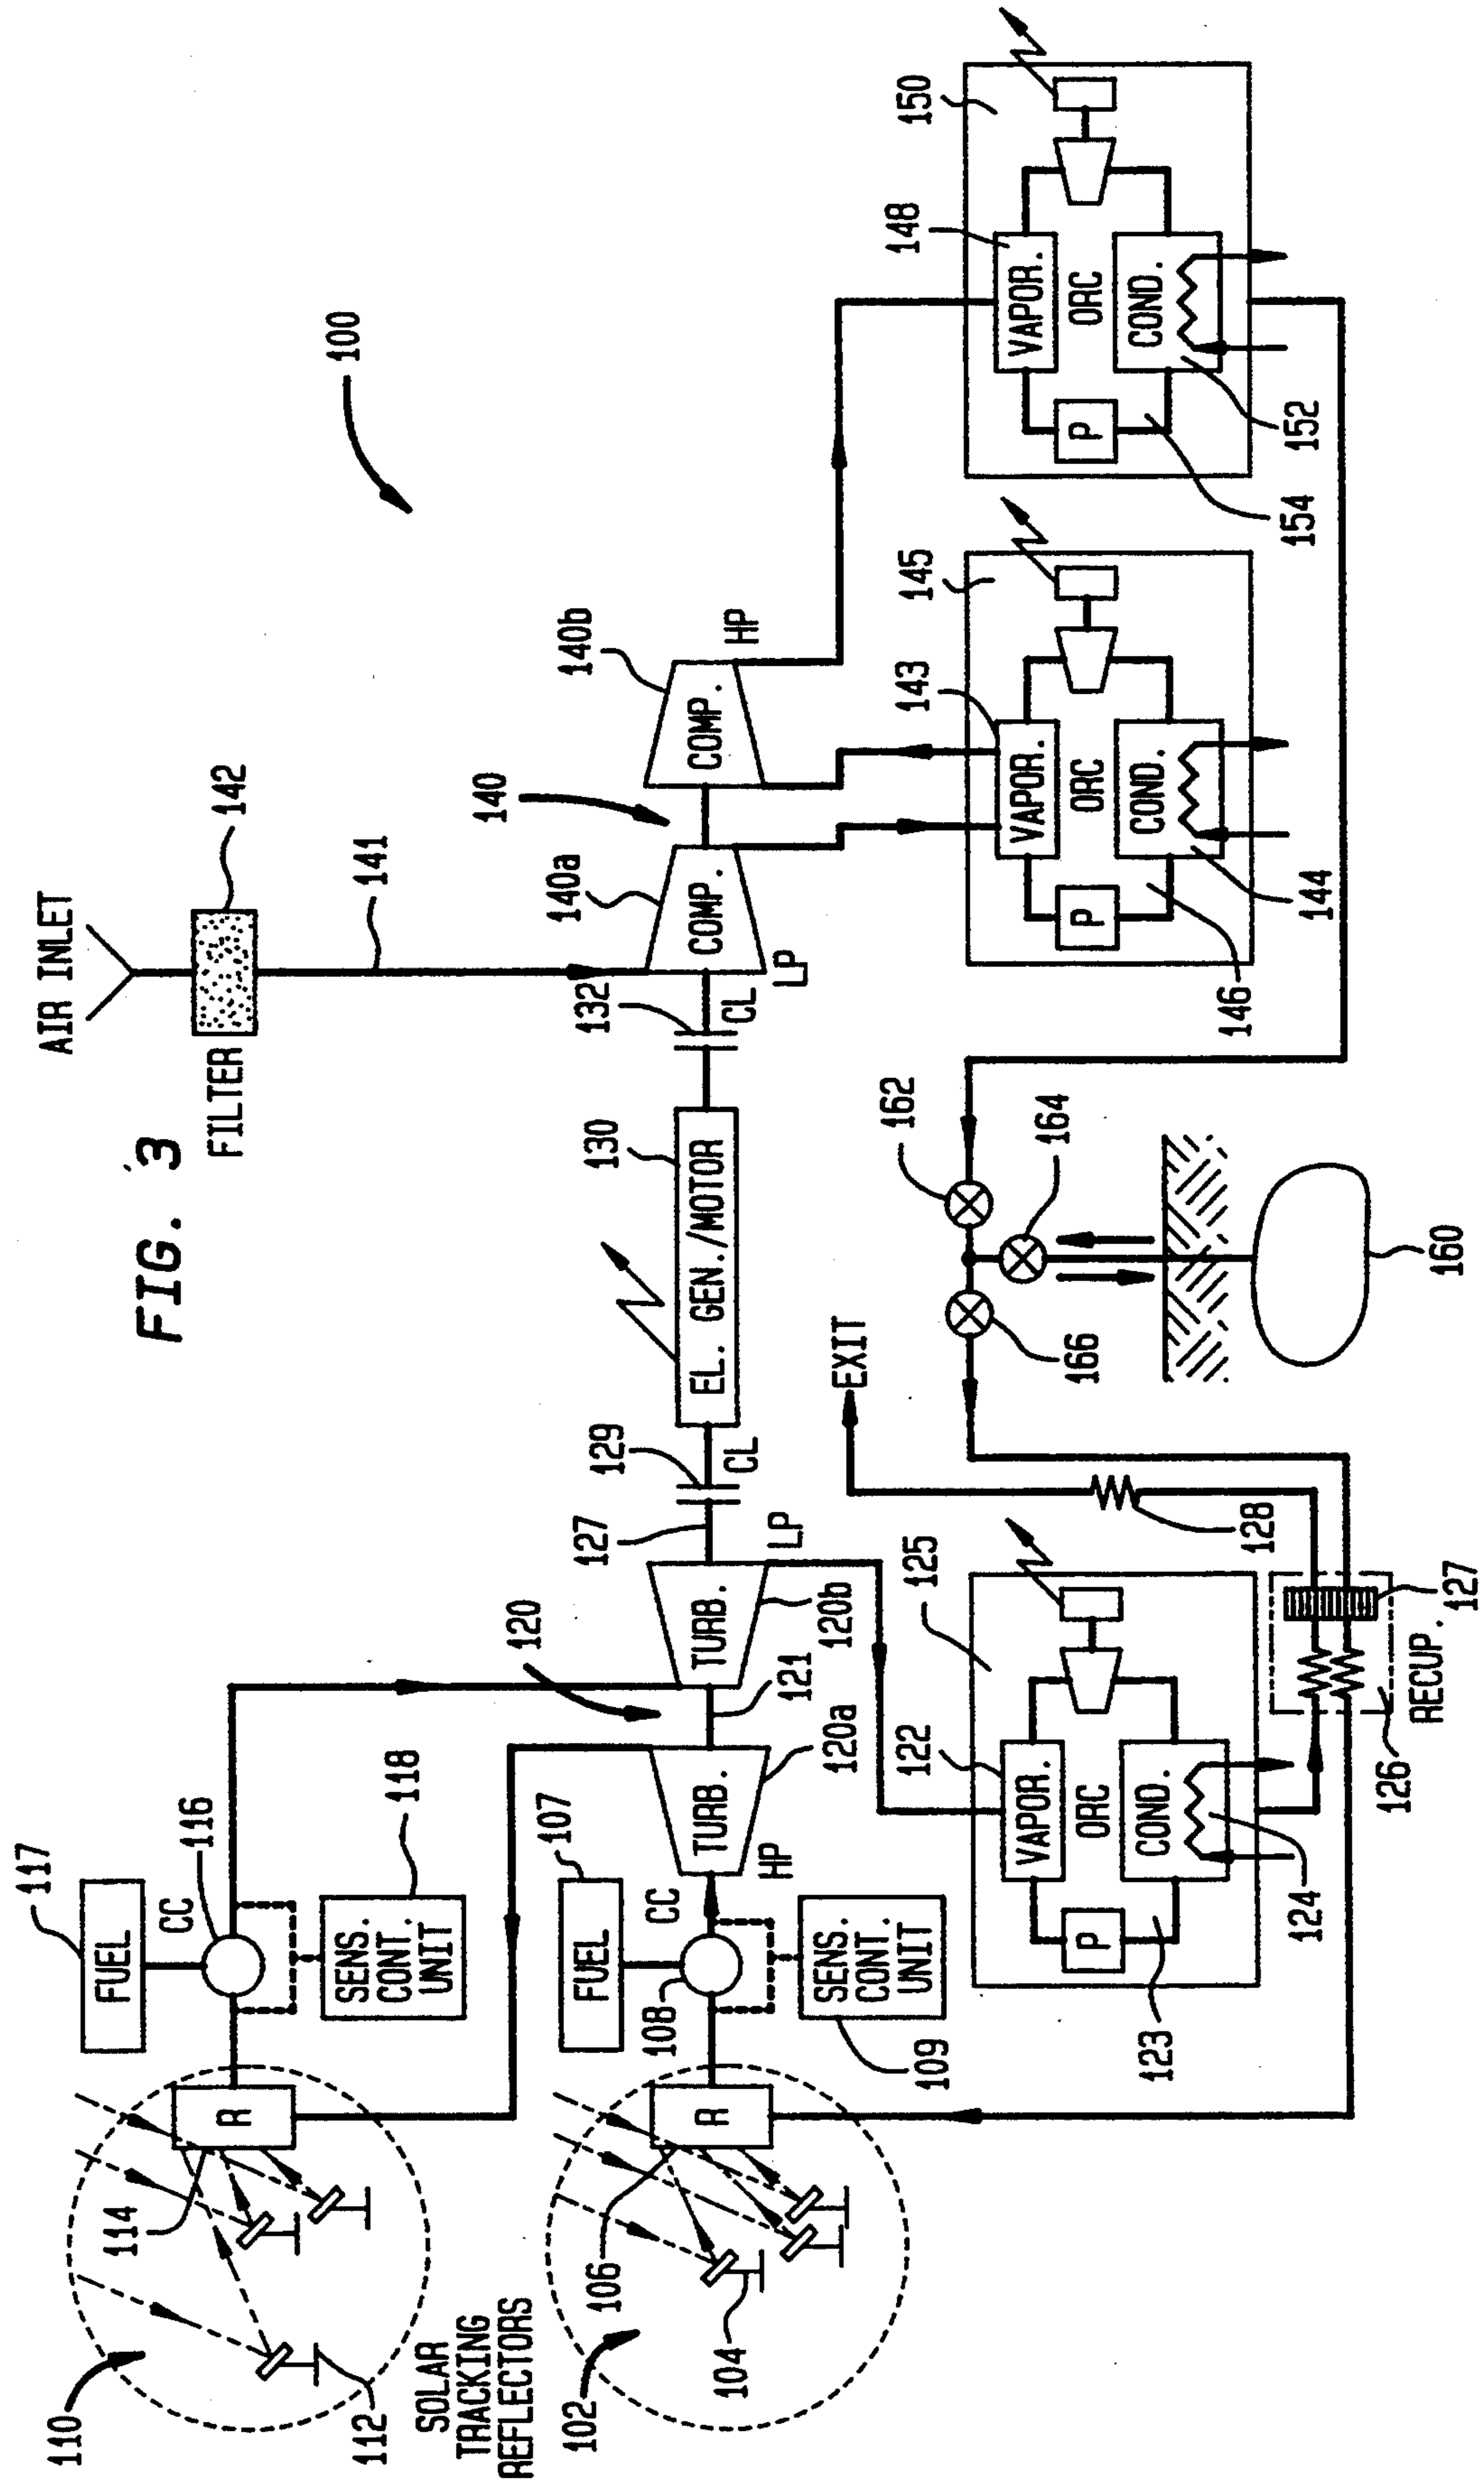 FIG. 3
AIR INLET
FILTER
142
141
100
117
FUEL
CC
116
118
SENS.
CONT.
UNIT
110
R
114
112
SOLAR
TRACKING
REFLECTORS
102
R
106
104
107
FUEL
CC
108
SENS.
CONT.
UNIT
109
120
TURB.
HP
120a
121
TURB.
LP
120b
127
129
CL
EL. GEN./MOTOR
130
132
CL
140
COMP.
140a
LP
COMP.
140b
HP
125
122
VAPOR.
ORC
COND.
P
123
124
126
RECUP.
127
128
EXIT
162
164
166
160
145
143
VAPOR.
ORC
COND.
P
146
144
150
148
VAPOR.
ORC
COND.
P
154
152